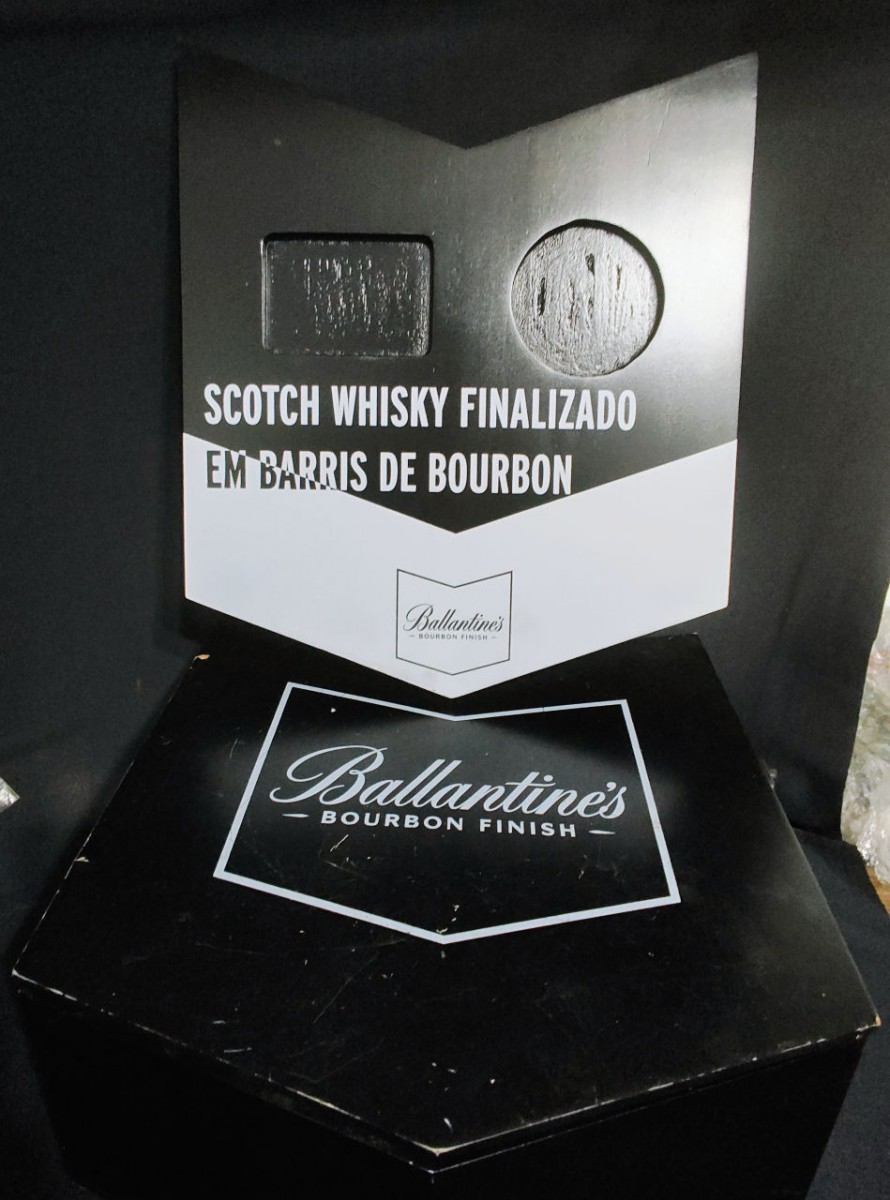 SCOTCH WHISKY FINALIZADO
EM BARRIS DE BOURBON
Ballantine's
— BOURBON FINISH —
Ballantine's
— BOURBON FINISH —